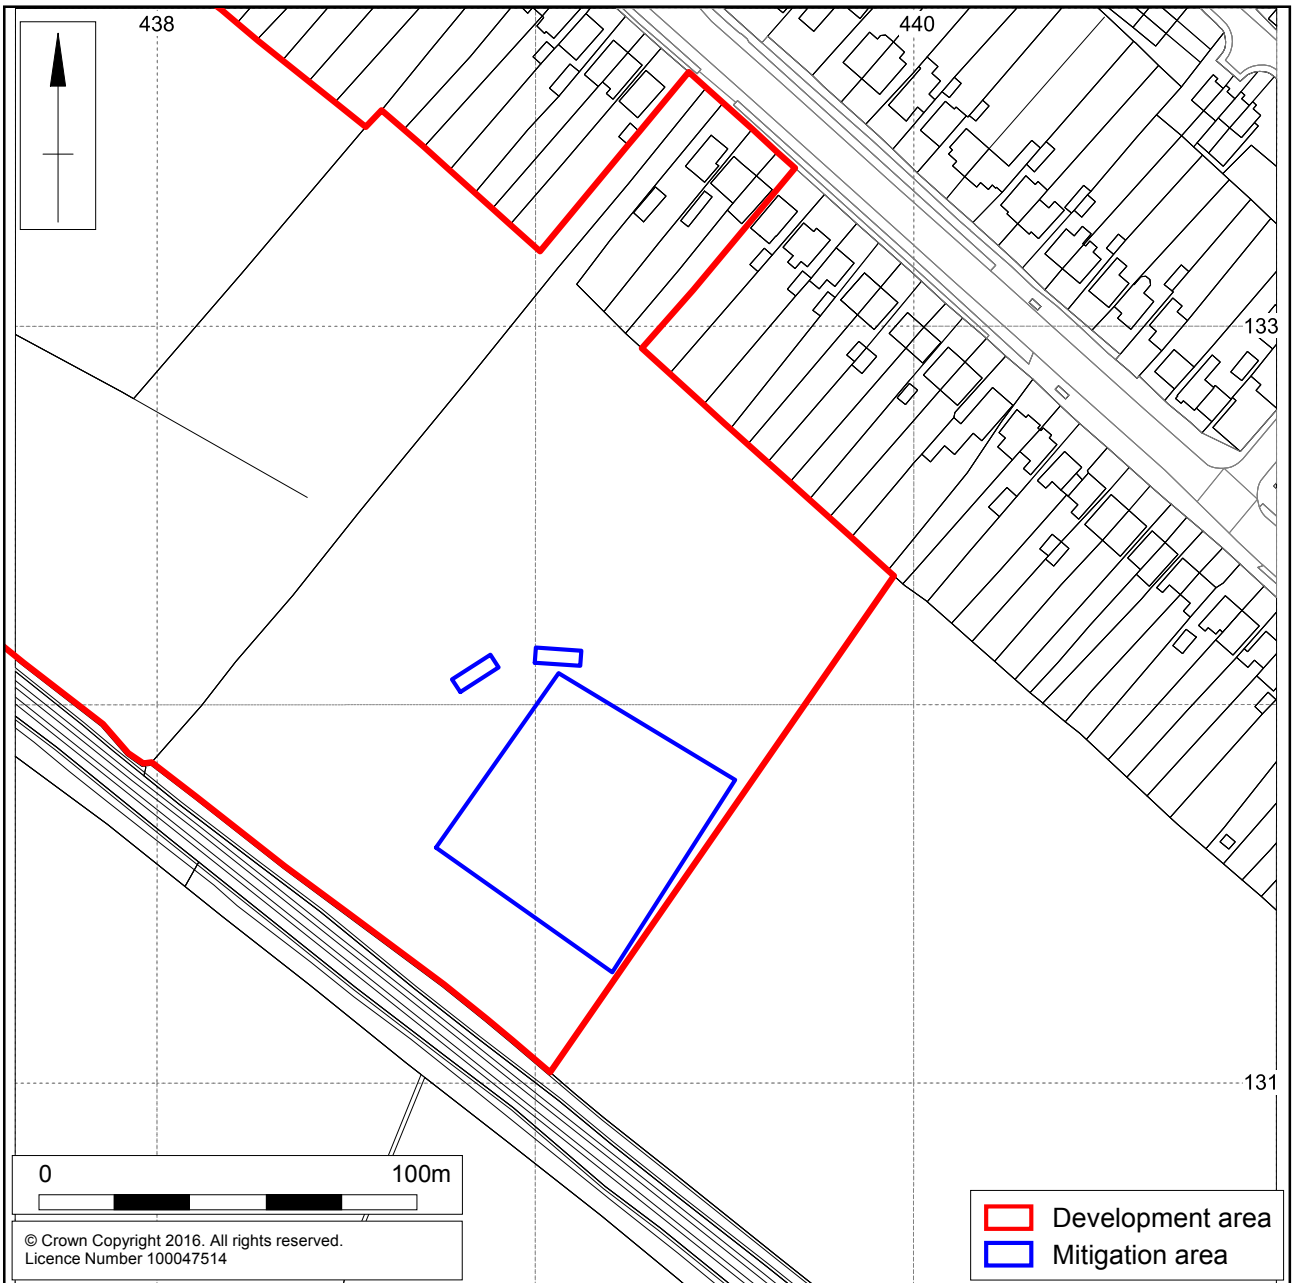 438
440
133
131
0
100m
© Crown Copyright 2016. All rights reserved.
Licence Number 100047514
Development area
Mitigation area